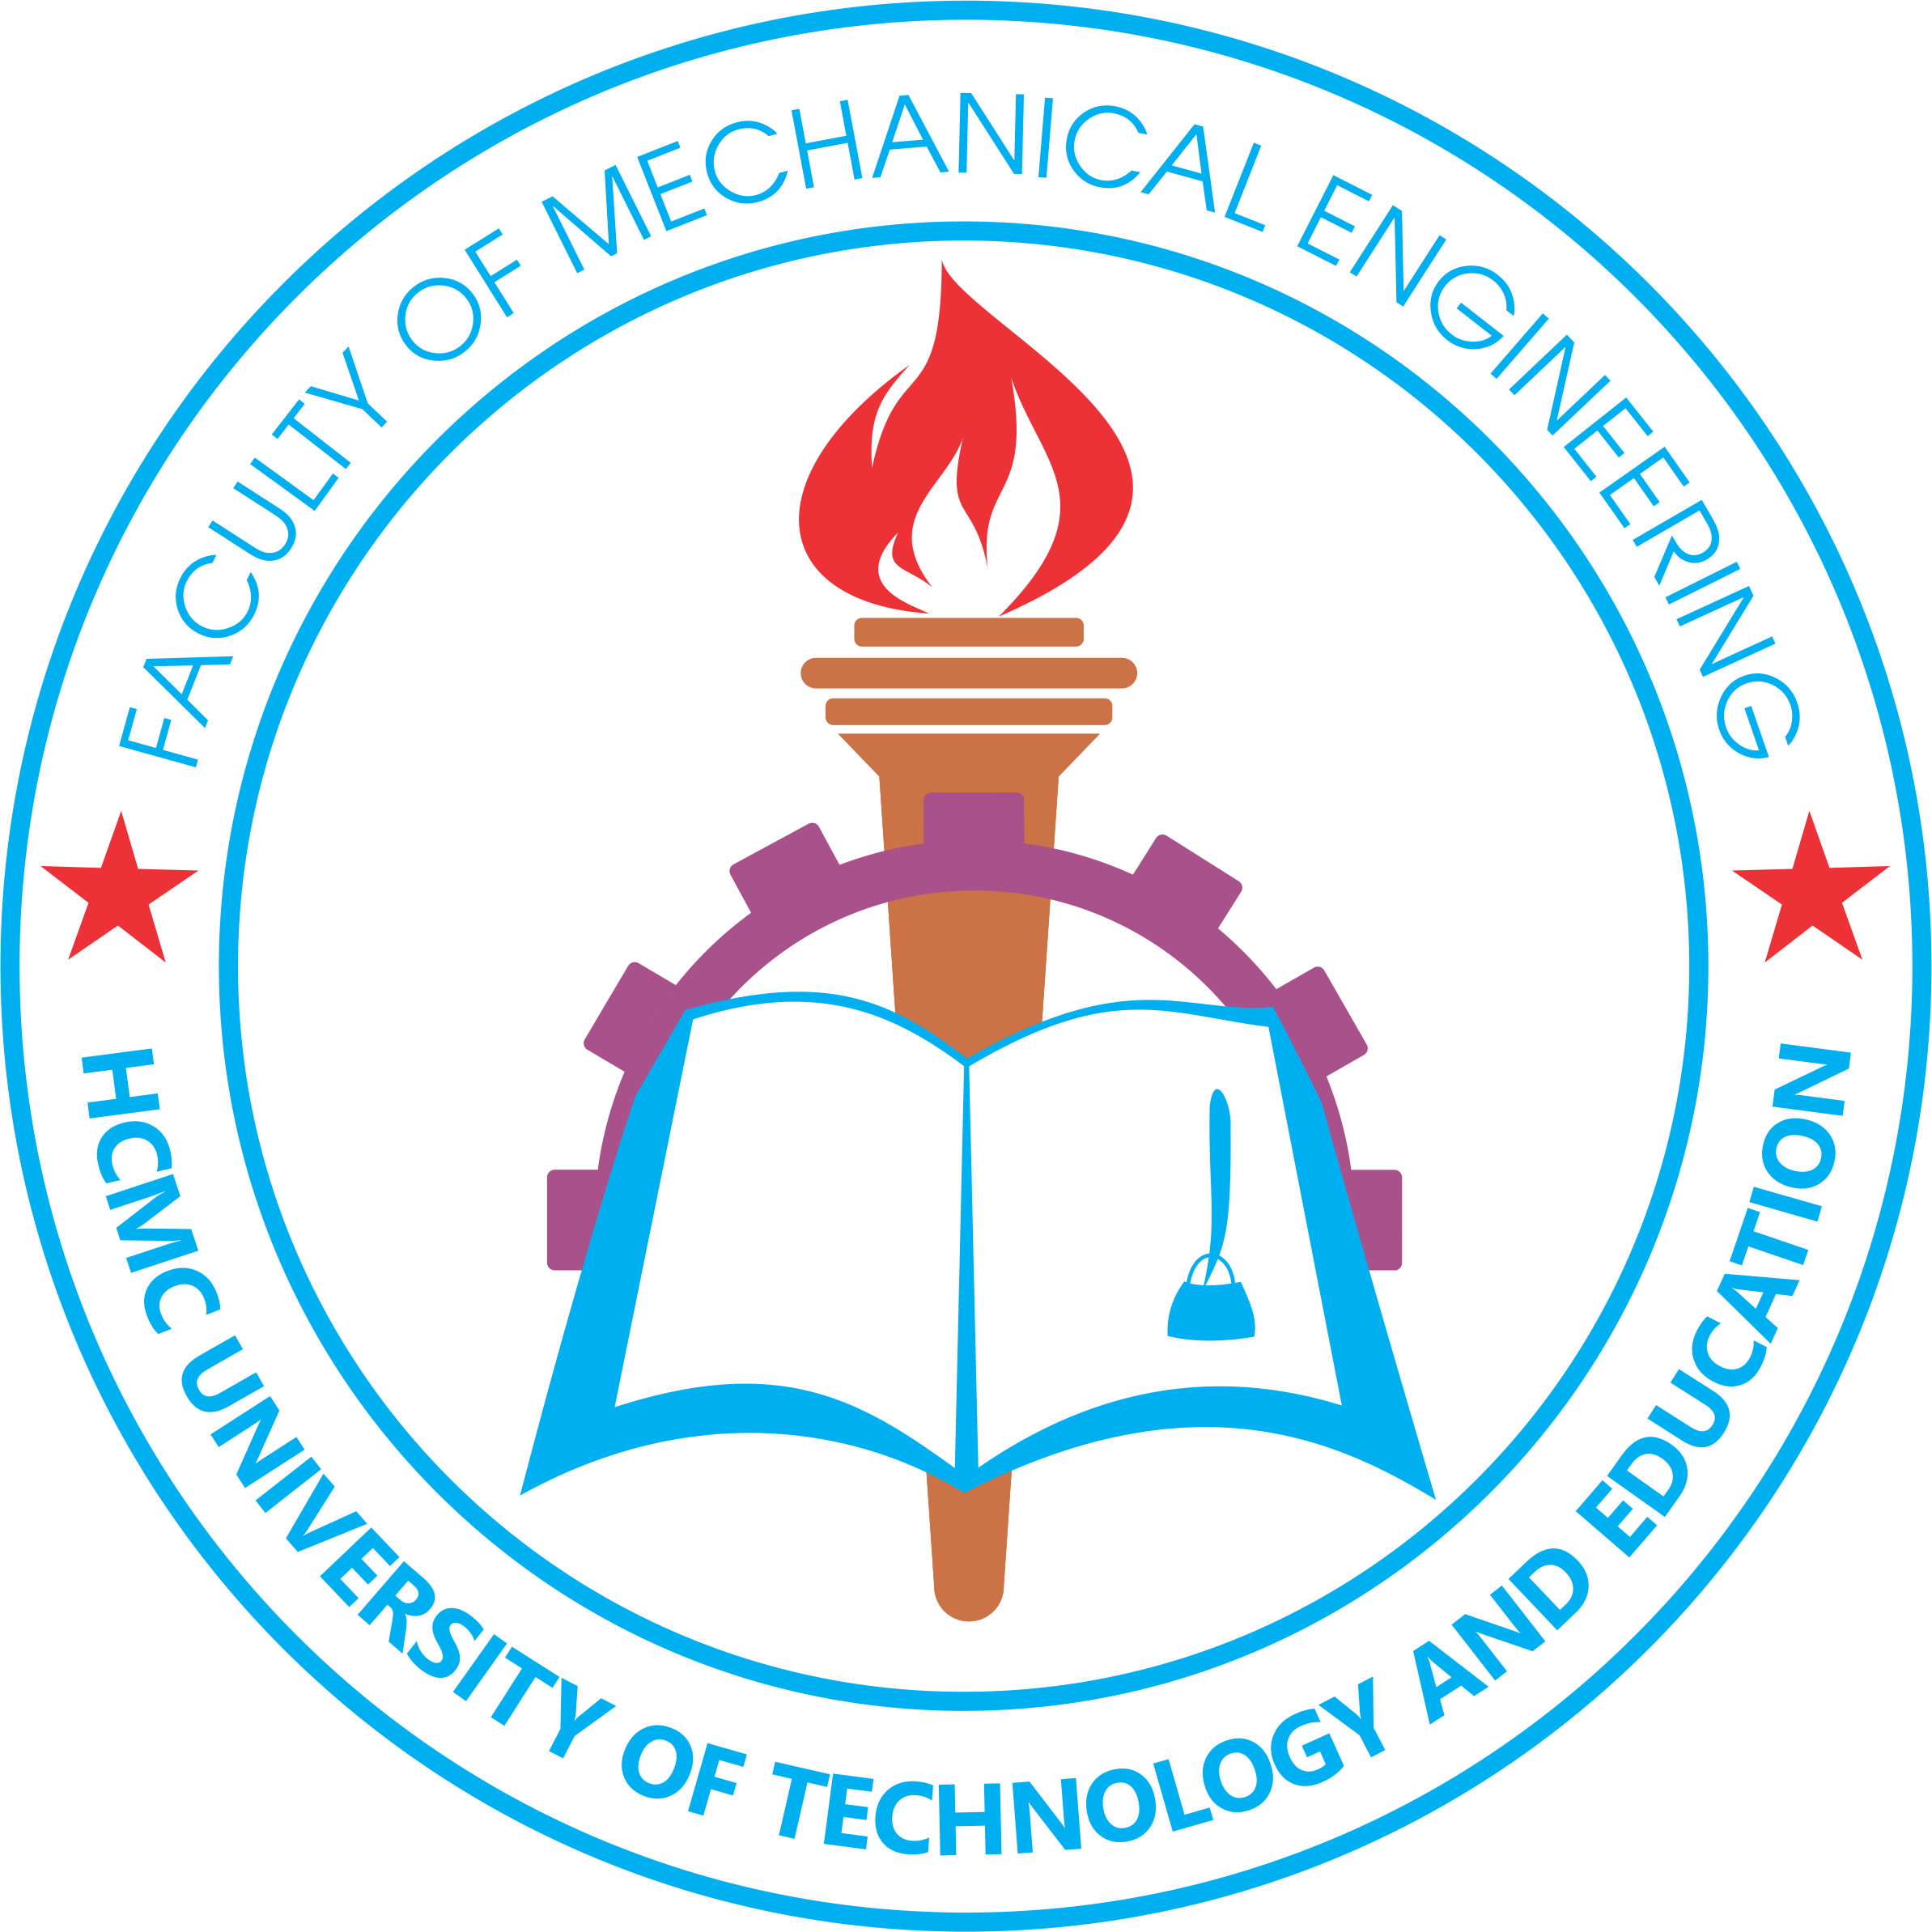 FACULTY OF MECHANICAL ENGINEERING
HCMC UNIVERSITY OF TECHNOLOGY AND EDUCATION